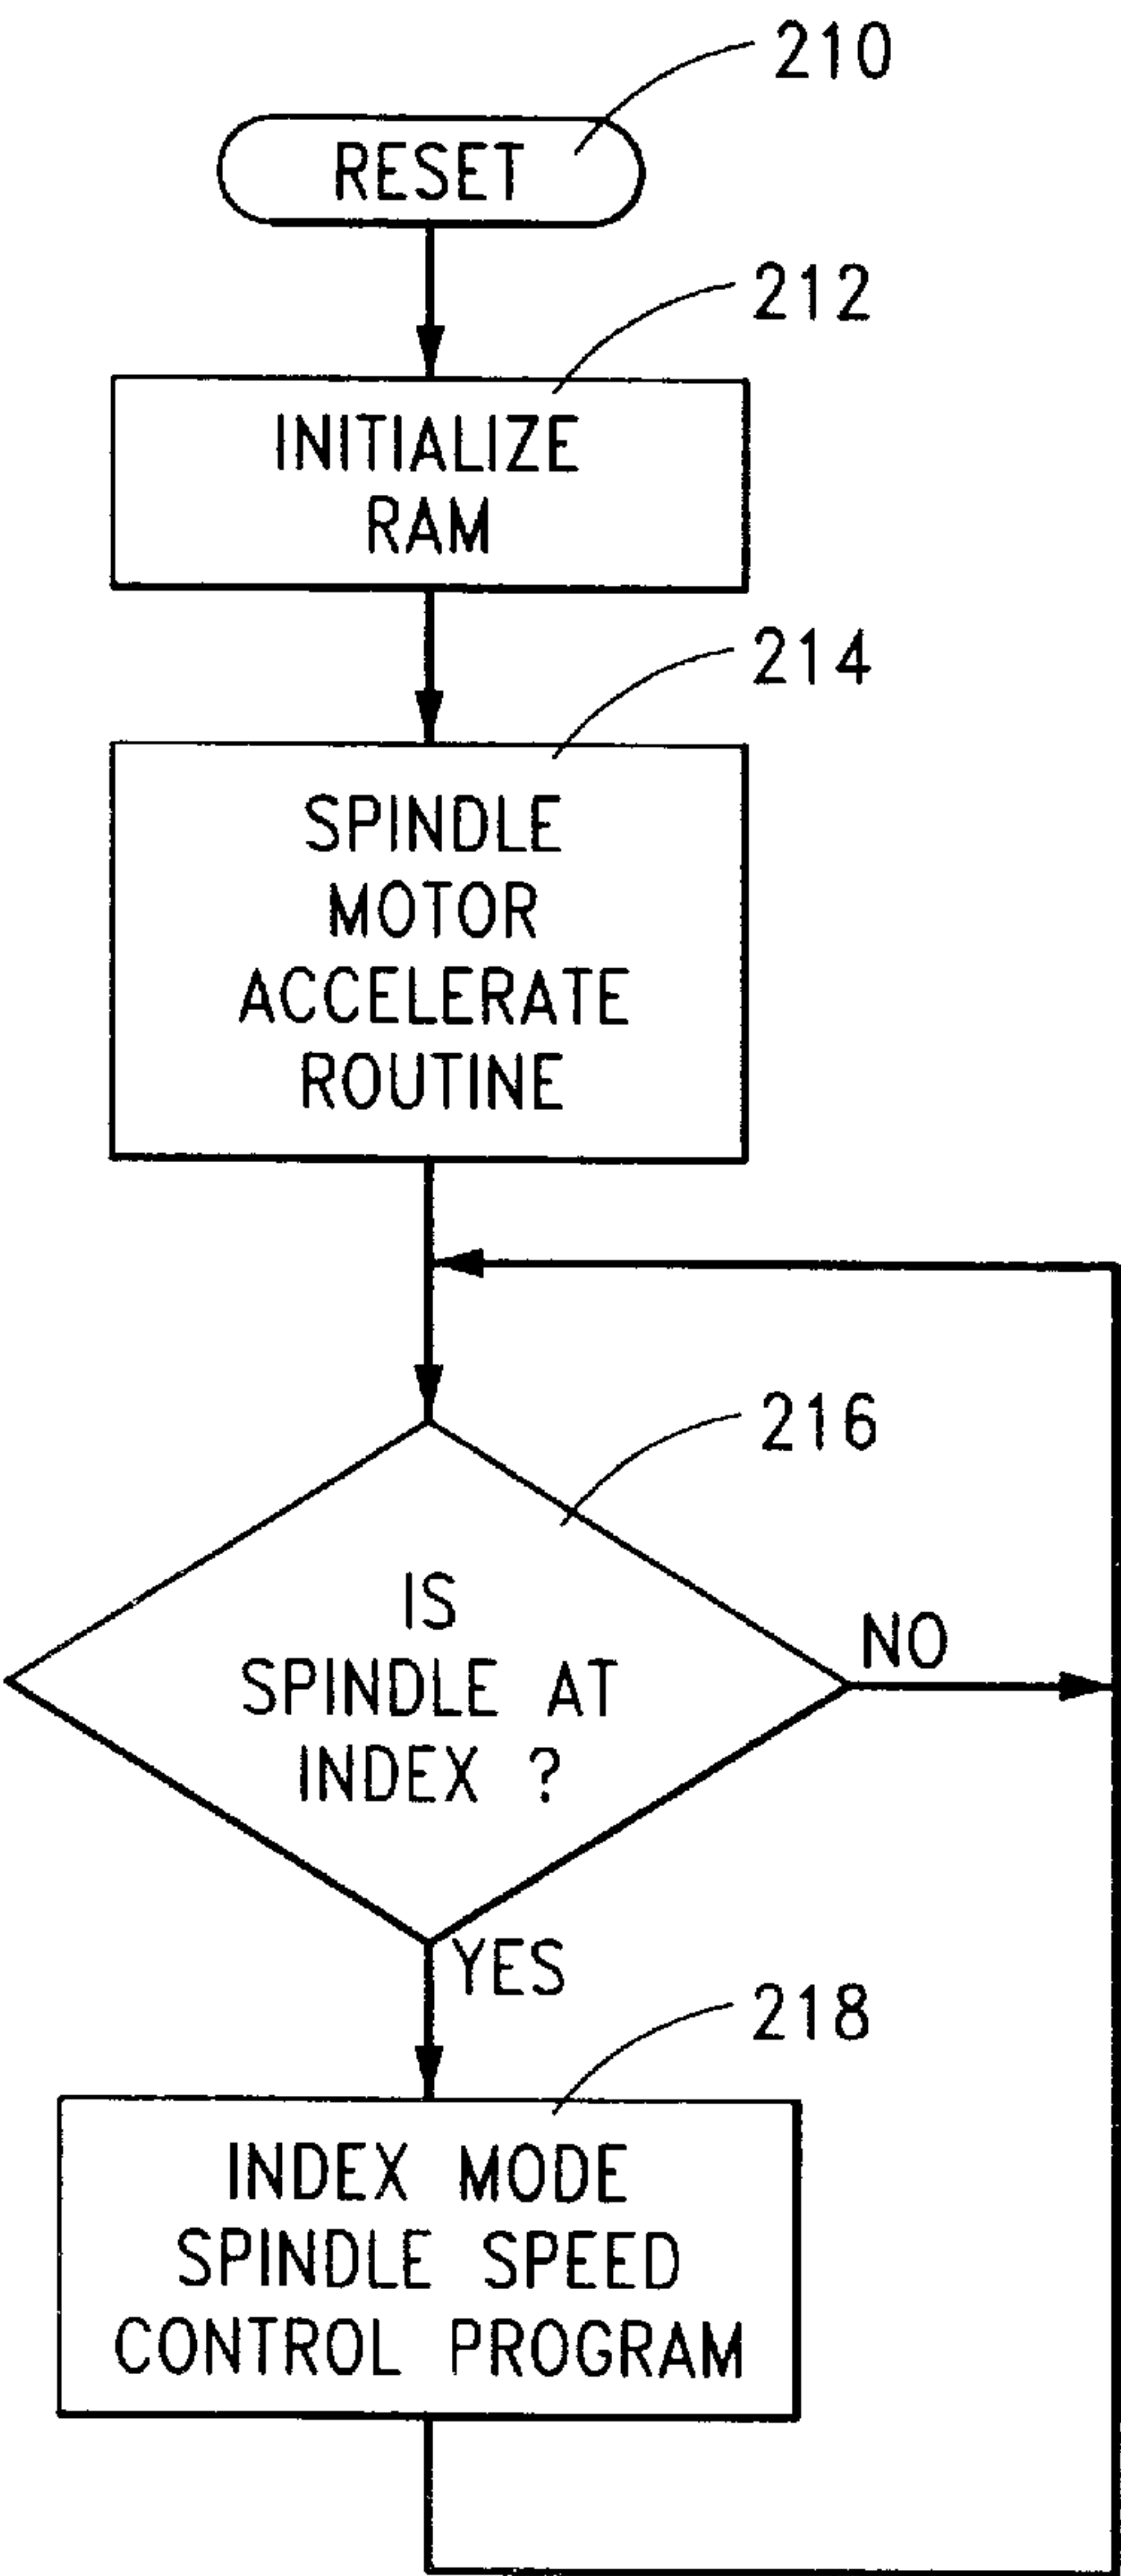 210
RESET
212
INITIALIZE
RAM
214
SPINDLE
MOTOR
ACCELERATE
ROUTINE
216
IS
SPINDLE AT
INDEX ?
NO
YES
218
INDEX MODE
SPINDLE SPEED
CONTROL PROGRAM